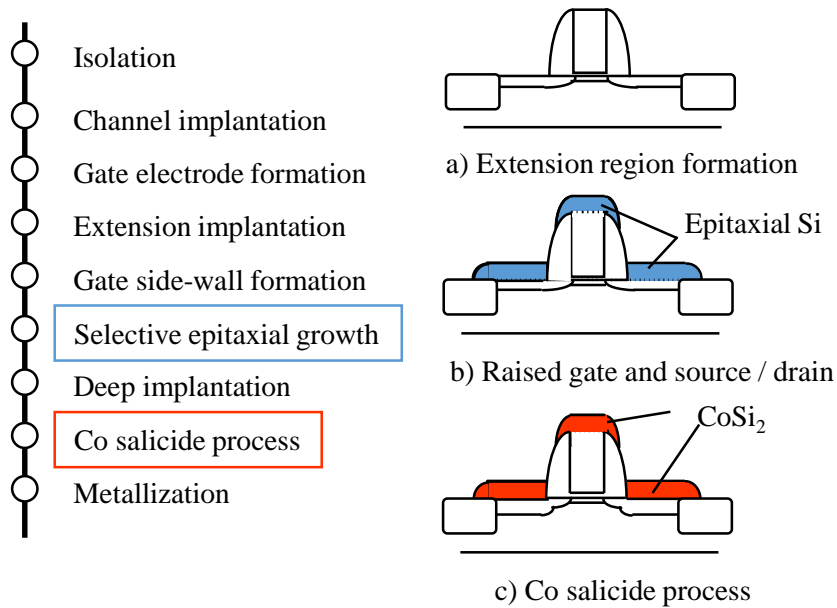 Isolation
Channel implantation
Gate electrode formation
Extension implantation
Gate side-wall formation
Selective epitaxial growth
Deep implantation
Co salicide process
Metallization
a) Extension region formation
Epitaxial Si
b) Raised gate and source / drain
CoSi₂
c) Co salicide process